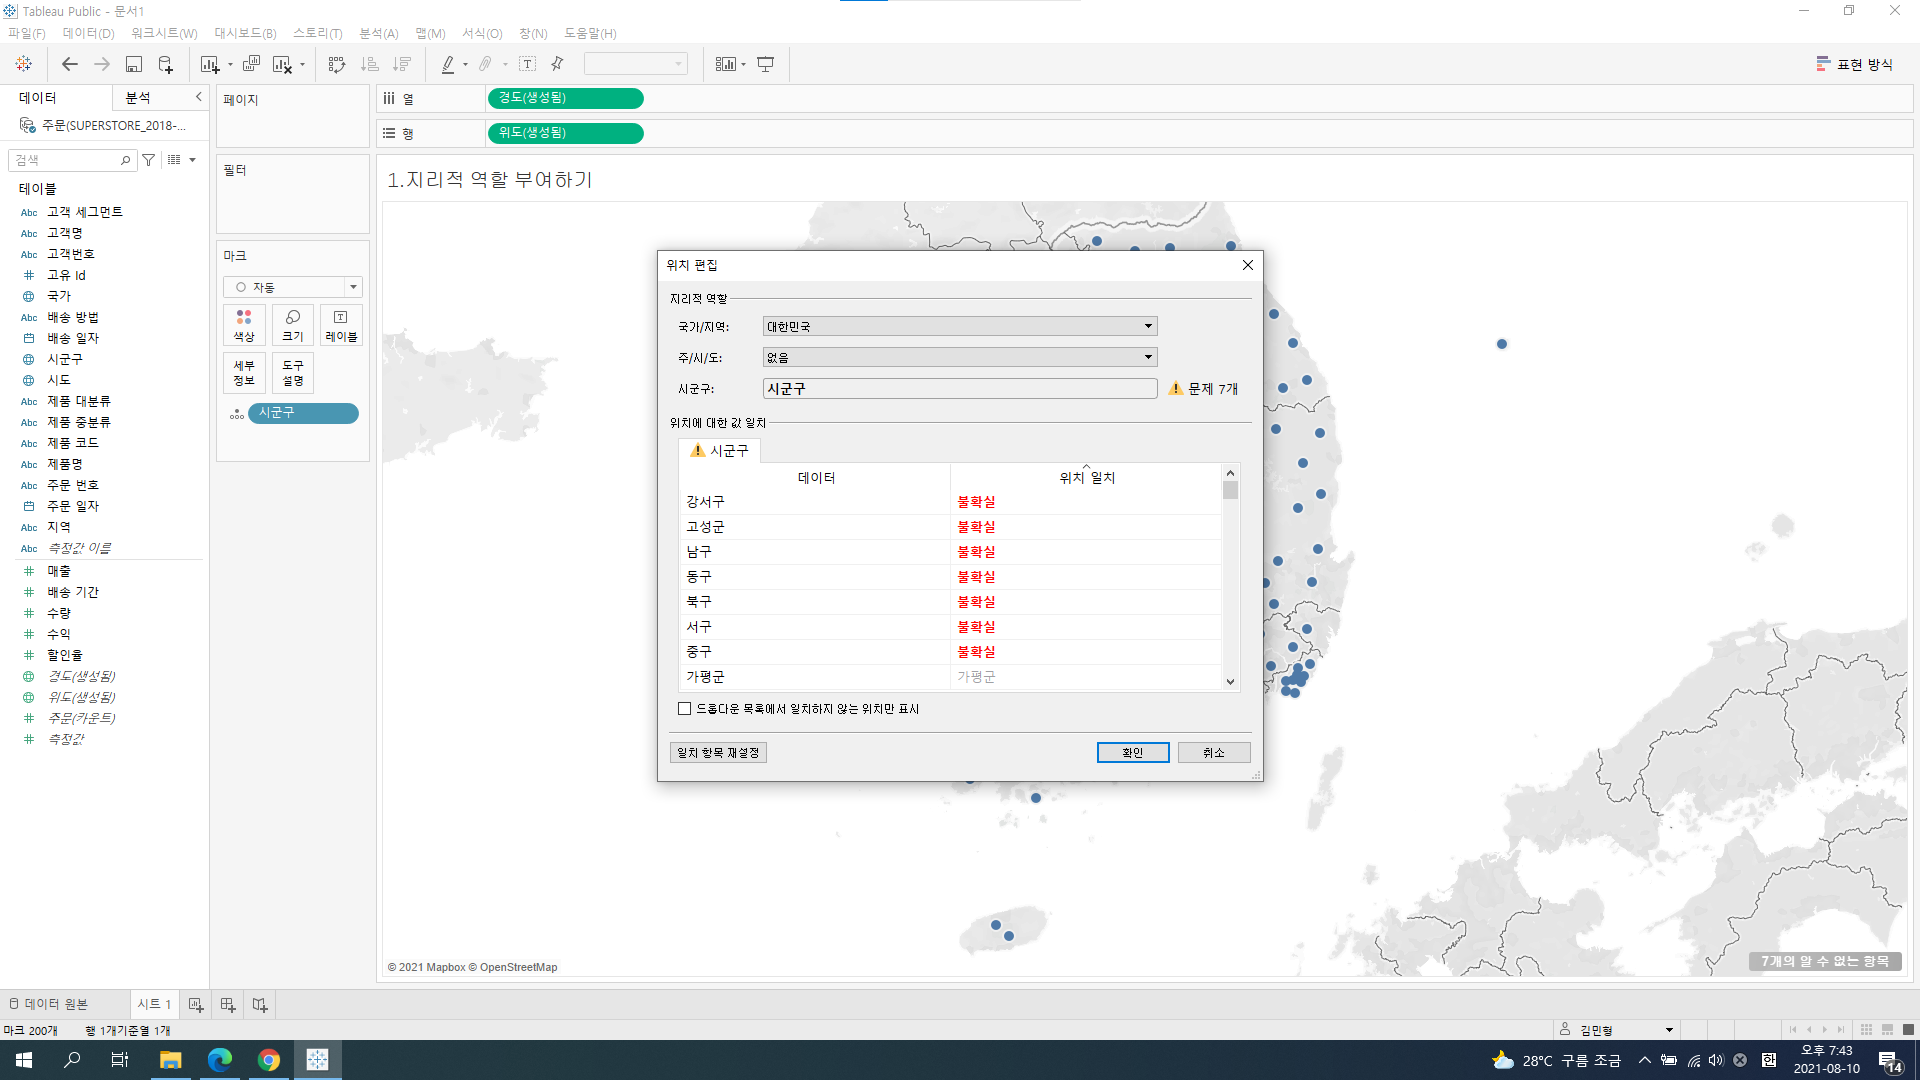 Tableau Public - 문서1
파일(F) 데이터(D) 워크시트(W) 대시보드(B) 스토리(T) 분석(A) 맵(M) 서식(O) 창(N) 도움말(H)
표현 방식
데이터 분석
주문(SUPERSTORE_2018-...
검색
테이블
Abc 고객 세그먼트
Abc 고객명
Abc 고객번호
# 고유 Id
국가
Abc 배송 방법
배송 일자
시군구
시도
Abc 제품 대분류
Abc 제품 중분류
Abc 제품 코드
Abc 제품명
Abc 주문 번호
주문 일자
Abc 지역
Abc 측정값 이름
# 매출
# 배송 기간
# 수량
# 수익
# 할인율
경도(생성됨)
위도(생성됨)
# 주문(카운트)
# 측정값
페이지
필터
마크
자동
색상 크기 레이블
세부 정보
도구 설명
시군구
열 경도(생성됨)
행 위도(생성됨)
1.지리적 역할 부여하기
위치 편집
지리적 역할
국가/지역: 대한민국
주/시/도: 없음
시군구: 시군구 문제 7개
위치에 대한 값 일치
시군구
데이터 위치 일치
강서구 불확실
고성군 불확실
남구 불확실
동구 불확실
북구 불확실
서구 불확실
중구 불확실
가평군 가평군
드롭다운 목록에서 일치하지 않는 위치만 표시
일치 항목 재설정 확인 취소
© 2021 Mapbox © OpenStreetMap
7개의 알 수 없는 항목
데이터 원본 시트 1
마크 200개 행 1개기준열 1개
김민형
28°C 구름 조금
한
오후 7:43
2021-08-10
14